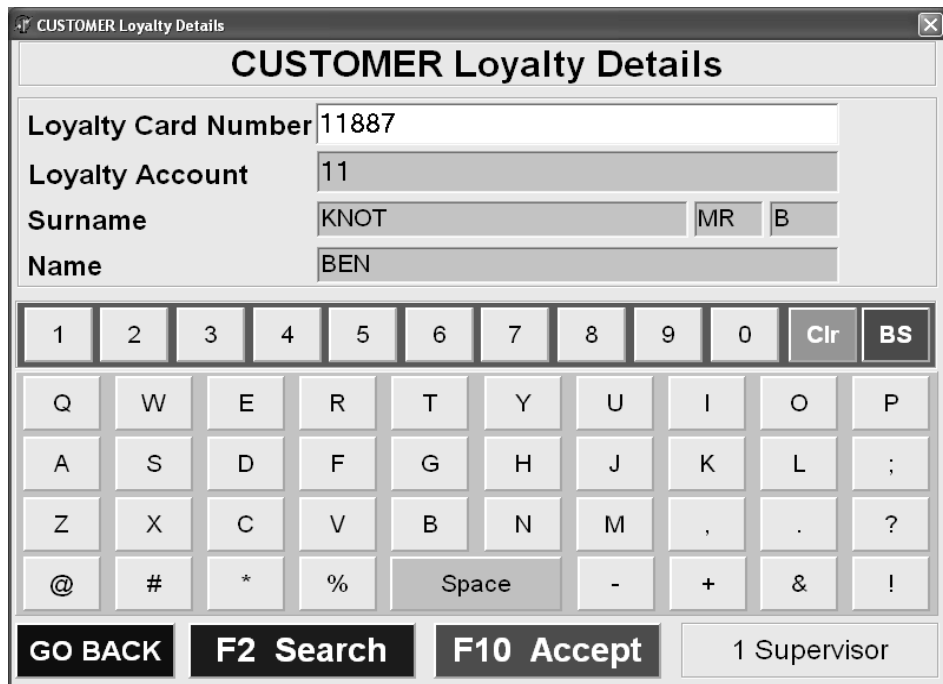 CUSTOMER Loyalty Details
CUSTOMER Loyalty Details
Loyalty Card Number 11887
Loyalty Account 11
Surname KNOT MR B
Name BEN
1 2 3 4 5 6 7 8 9 0 Clr BS
Q W E R T Y U I O P
A S D F G H J K L ;
Z X C V B N M , . ?
@ # * % Space - + & !
GO BACK F2 Search F10 Accept 1 Supervisor